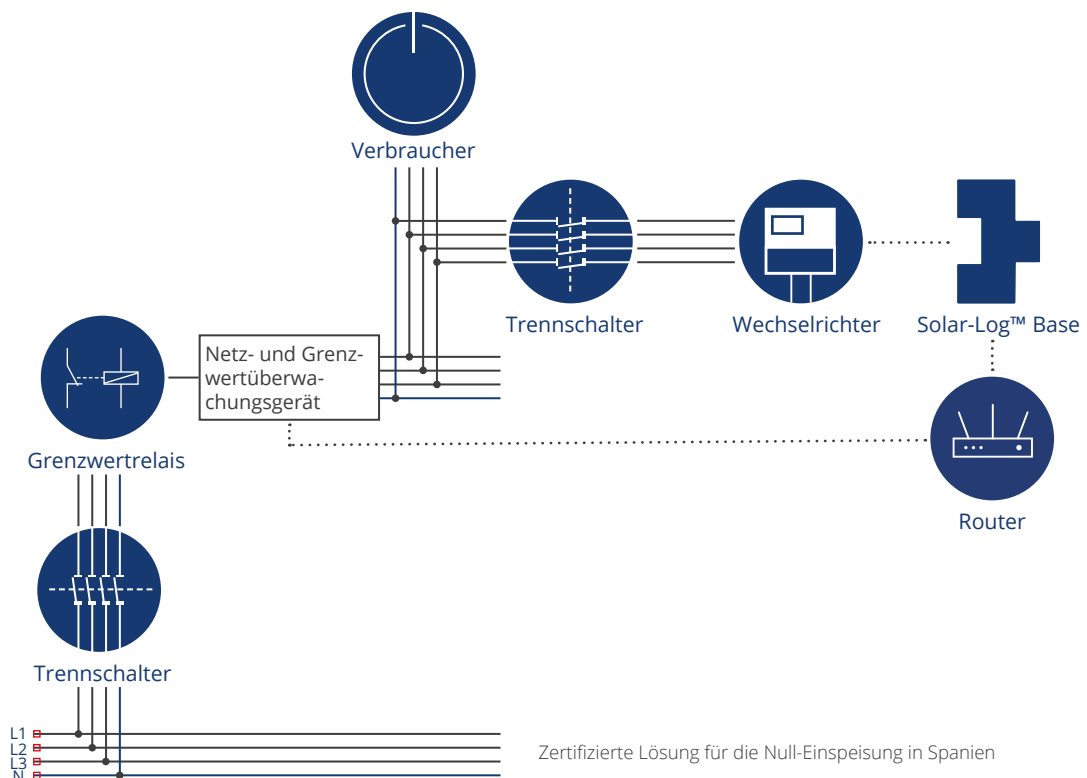 Verbraucher
Trennschalter
Wechselrichter
Solar-Log™ Base
Netz- und Grenz-
wertüberwa-
chungsgerät
Grenzwertrelais
Router
Trennschalter
L1
L2
L3
N
Zertifizierte Lösung für die Null-Einspeisung in Spanien